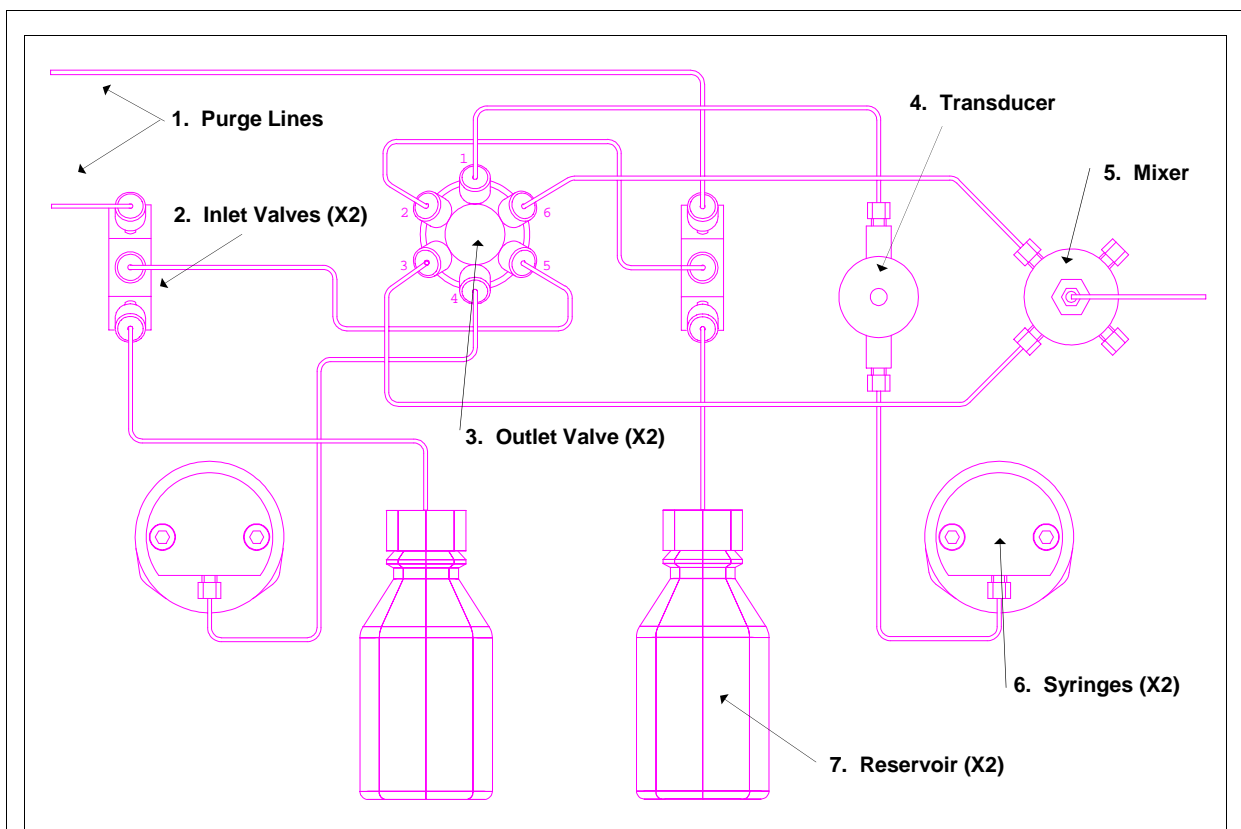 1. Purge Lines
2. Inlet Valves (X2)
3. Outlet Valve (X2)
4. Transducer
5. Mixer
6. Syringes (X2)
7. Reservoir (X2)
1
2
3
4
5
6